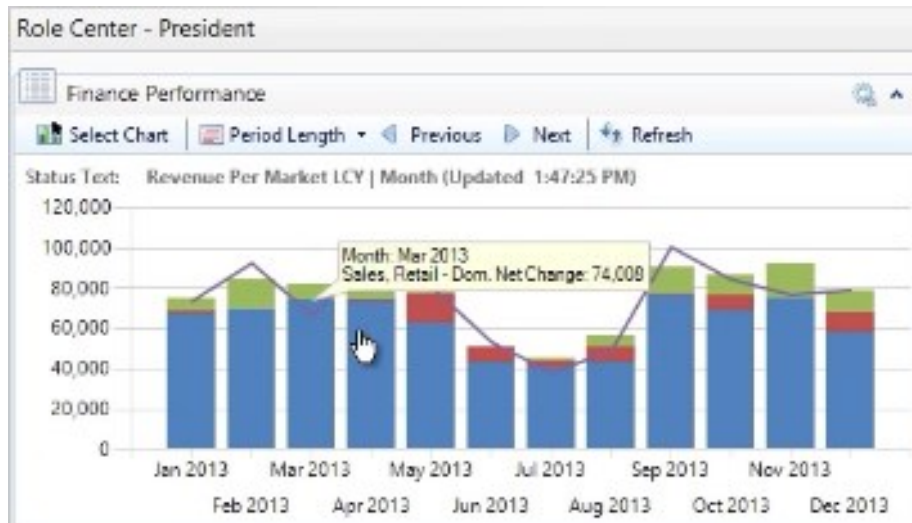 Role Center - President
Finance Performance
Select Chart Period Length Previous Next Refresh
Status Text: Revenue Per Market LCY | Month (Updated 1:47:25 PM)
120,000
100,000
Month: Mar 2013
Sales, Retail - Dom. Net Change: 74,008
80,000
60,000
40,000
20,000
0
Jan 2013 Mar 2013 May 2013 Jul 2013 Sep 2013 Nov 2013
Feb 2013 Apr 2013 Jun 2013 Aug 2013 Oct 2013 Dec 2013